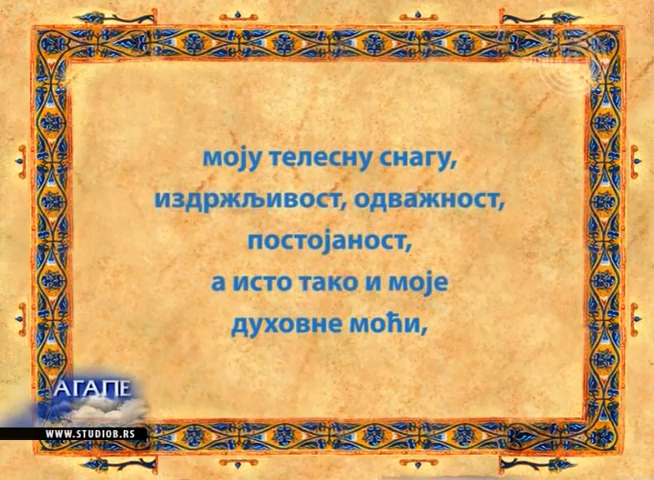 моју телесну снагу,
издржљивост, одважност,
постојаност,
а исто тако и моје
духовне моћи,
АГАПЕ
WWW.STUDIOB.RS